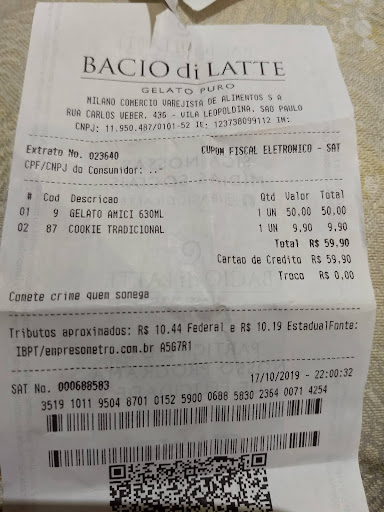 BACIO di LATTE
GELATO PURO
MILANO COMERCIO VAREJISTA DE ALIMENTOS S A
RUA CARLOS WEBER, 436 - VILA LEOPOLDINA, SAO PAULO
CNPJ: 11.950.487/0101-52 IE: 123738099112 IM:
Extrato No. 023640 CUPOM FISCAL ELETRONICO - SAT
CPF/CNPJ do Consumidor: ..-
# Cod Descricao Qtd Valor Total
01 9 GELATO AMICI 630ML 1 UN 50,00 50,00
02 87 COOKIE TRADICIONAL 1 UN 9,90 9,90
Total R$ 59,90
Cartao de Credito R$ 59,90
Troco R$ 0,00
Comete crime quem sonega
Tributos aproximados: R$ 10.44 Federal e R$ 10.19 EstadualFonte:
IBPT/empresometro.com.br A5G7R1
SAT No. 000688583 17/10/2019 - 22:00:32
3519 1011 9504 8701 0152 5900 0688 5830 2364 0071 4254